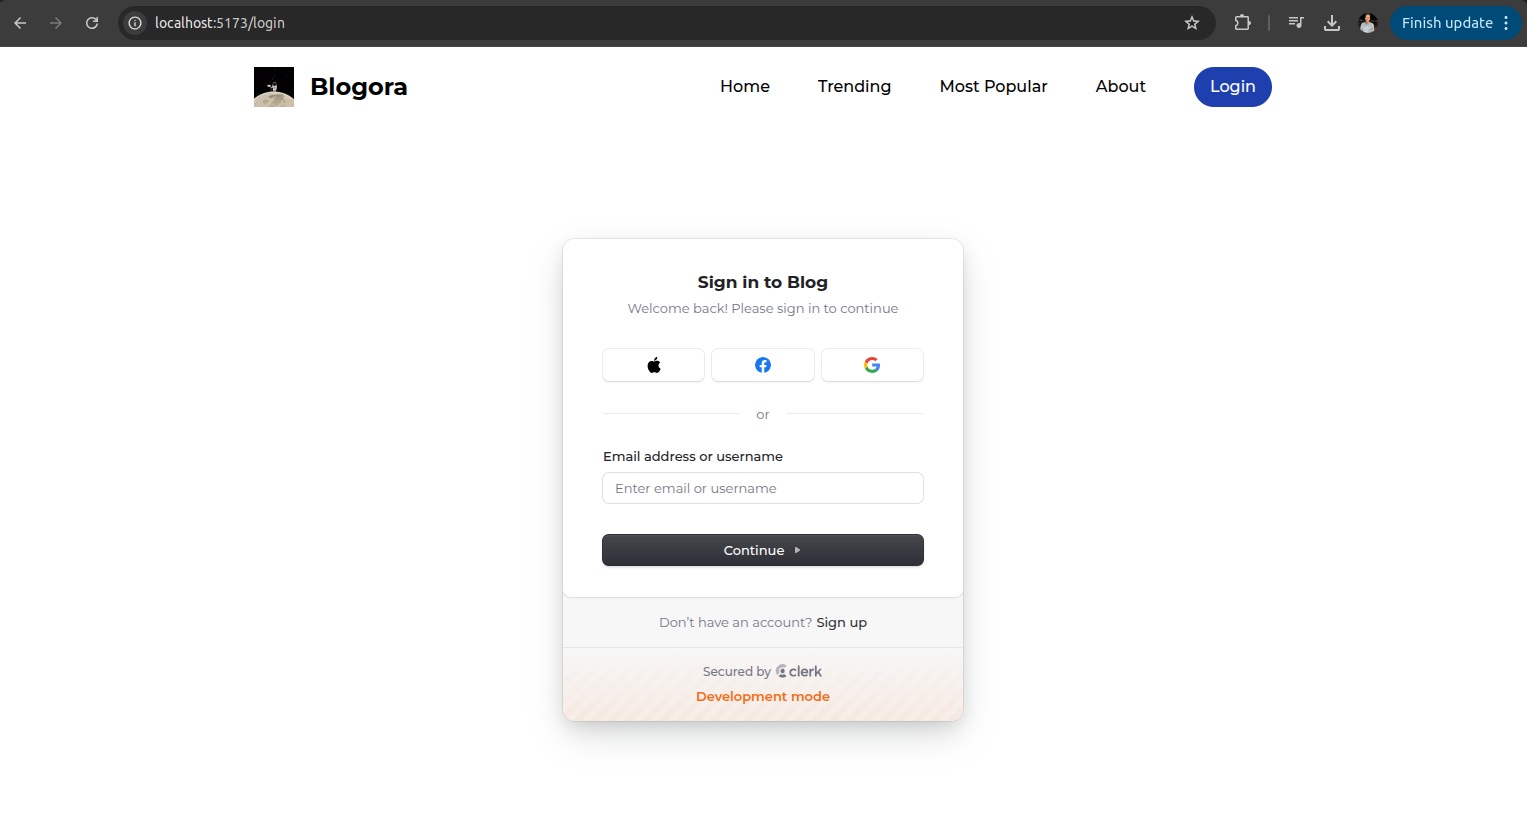 localhost:5173/login
Finish update
Blogora
Home Trending Most Popular About Login
Sign in to Blog
Welcome back! Please sign in to continue
or
Email address or username
Enter email or username
Continue
Don’t have an account? Sign up
Secured by clerk
Development mode